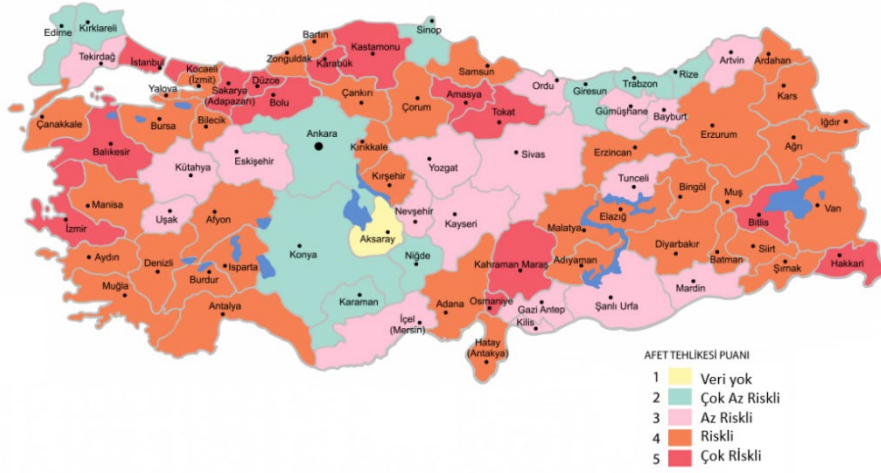 Edirne
Kırklareli
Tekirdağ
İstanbul
Kocaeli
(İzmit)
Yalova
Sakarya
(Adapazarı)
Düzce
Bolu
Zonguldak
Bartın
Karabük
Kastamonu
Sinop
Samsun
Çankırı
Çorum
Amasya
Tokat
Ordu
Giresun
Trabzon
Rize
Artvin
Ardahan
Kars
Gümüşhane
Bayburt
Erzurum
Iğdır
Ağrı
Çanakkale
Bursa
Bilecik
Balıkesir
Kütahya
Eskişehir
Ankara
Kırıkkale
Kırşehir
Yozgat
Sivas
Erzincan
Tunceli
Bingöl
Muş
Van
Bitlis
Manisa
İzmir
Uşak
Afyon
Konya
Aksaray
Nevşehir
Kayseri
Niğde
Malatya
Elazığ
Diyarbakır
Batman
Siirt
Şırnak
Hakkari
Aydın
Denizli
Burdur
Isparta
Muğla
Antalya
Karaman
İçel
(Mersin)
Adana
Kahraman Maraş
Osmaniye
Adıyaman
Gazi Antep
Kilis
Şanlı Urfa
Mardin
Hatay
(Antakya)
AFET TEHLİKESİ PUANI
1 Veri yok
2 Çok Az Riskli
3 Az Riskli
4 Riskli
5 Çok Rİskli